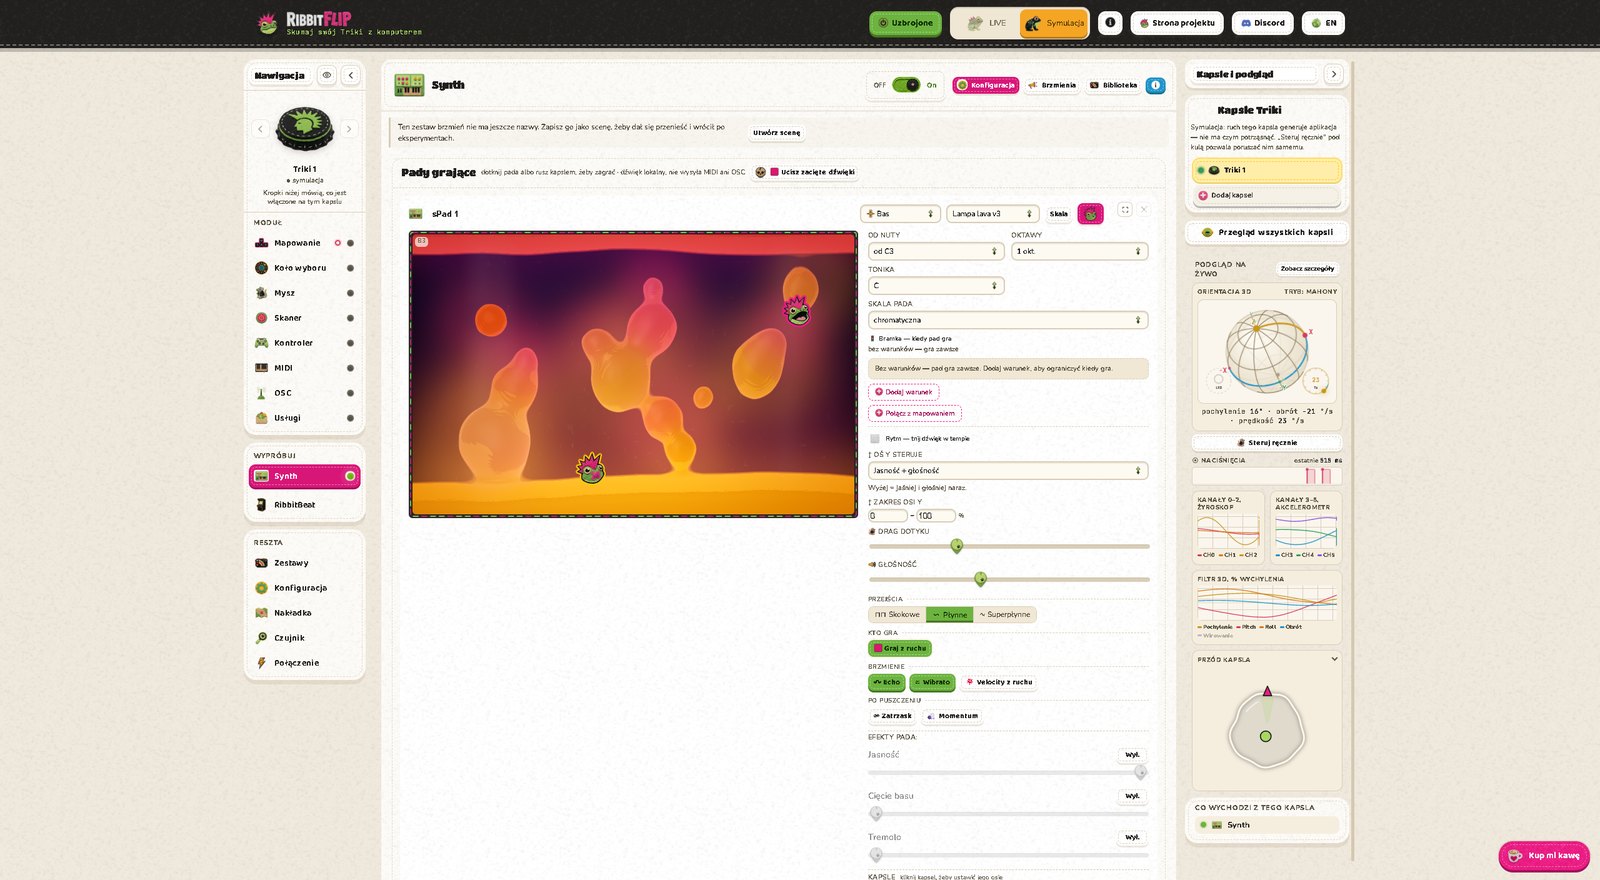 RIBBITFLIP
Skumaj swój Triki z komputerem
Uzbrojone
LIVE
Symulacja
Strona projektu
Discord
EN
Nawigacja
Triki 1
symulacja
Kropki niżej mówią, co jest
włączone na tym kapslu
MODUŁ
Mapowanie
Koło wyboru
Mysz
Skaner
Kontroler
MIDI
OSC
Usługi
WYPRÓBUJ
Synth
RibbitBeat
RESZTA
Zestawy
Konfiguracja
Nakładka
Czujnik
Połączenie
Synth
OFF
On
Konfiguracja
Brzmienia
Biblioteka
Ten zestaw brzmień nie ma jeszcze nazwy. Zapisz go jako scenę, żeby dał się przenieść i wrócił po
eksperymentach.
Utwórz scenę
Pady grające
dotknij pada albo rusz kapslem, żeby zagrać · dźwięk lokalny, nie wysyła MIDI ani OSC
Ucisz zacięte dźwięki
sPad 1
Bas
Lampa lava v3
Skala
B3
OD NUTY
OKTAWY
od C3
1 okt.
TONIKA
C
SKALA PADA
chromatyczna
Bramka — kiedy pad gra
bez warunków — gra zawsze
Bez warunków — pad gra zawsze. Dodaj warunek, aby ograniczyć kiedy gra.
Dodaj warunek
Połącz z mapowaniem
Rytm — tnij dźwięk w tempie
↕ OŚ Y STERUJE
Jasność + głośność
Wyżej = jaśniej i głośniej naraz.
↕ ZAKRES OSI Y
0 – 100 %
DRAG DOTYKU
GŁOŚNOŚĆ
PRZEJŚCIA
Skokowe
Płynne
Superpłynne
KTO GRA
Graj z ruchu
BRZMIENIE
Echo
Wibrato
Velocity z ruchu
PO PUSZCZENIU
Zatrzask
Momentum
EFEKTY PADA:
Jasność
Wył.
Cięcie basu
Wył.
Tremolo
Wył.
KAPSLE kliknij kapsel, żeby ustawić jego osie
Kapsle i podgląd
Kapsle Triki
Symulacja: ruch tego kapsla generuje aplikacja
— nie ma czym potrząsnąć. „Steruj ręcznie” pod
kulą pozwala poruszać nim samemu.
Triki 1
Dodaj kapsel
Przegląd wszystkich kapsli
PODGLĄD NA
ŻYWO
Zobacz szczegóły
ORIENTACJA 3D
TRYB: MAHONY
X
-X
23
pochylenie 16° · obrót -21 °/s
· prędkość 23 °/s
Steruj ręcznie
NACIŚNIĘCIA
ostatnie 515 ms
KANAŁY 0–2,
ŻYROSKOP
CH0 CH1 CH2
KANAŁY 3–5,
AKCELEROMETR
CH3 CH4 CH5
FILTR 3D, % WYCHYLENIA
Pochylenie Pitch Roll Obrót
Wirowanie
PRZÓD KAPSLA
CO WYCHODZI Z TEGO KAPSLA
Synth
Kup mi kawę